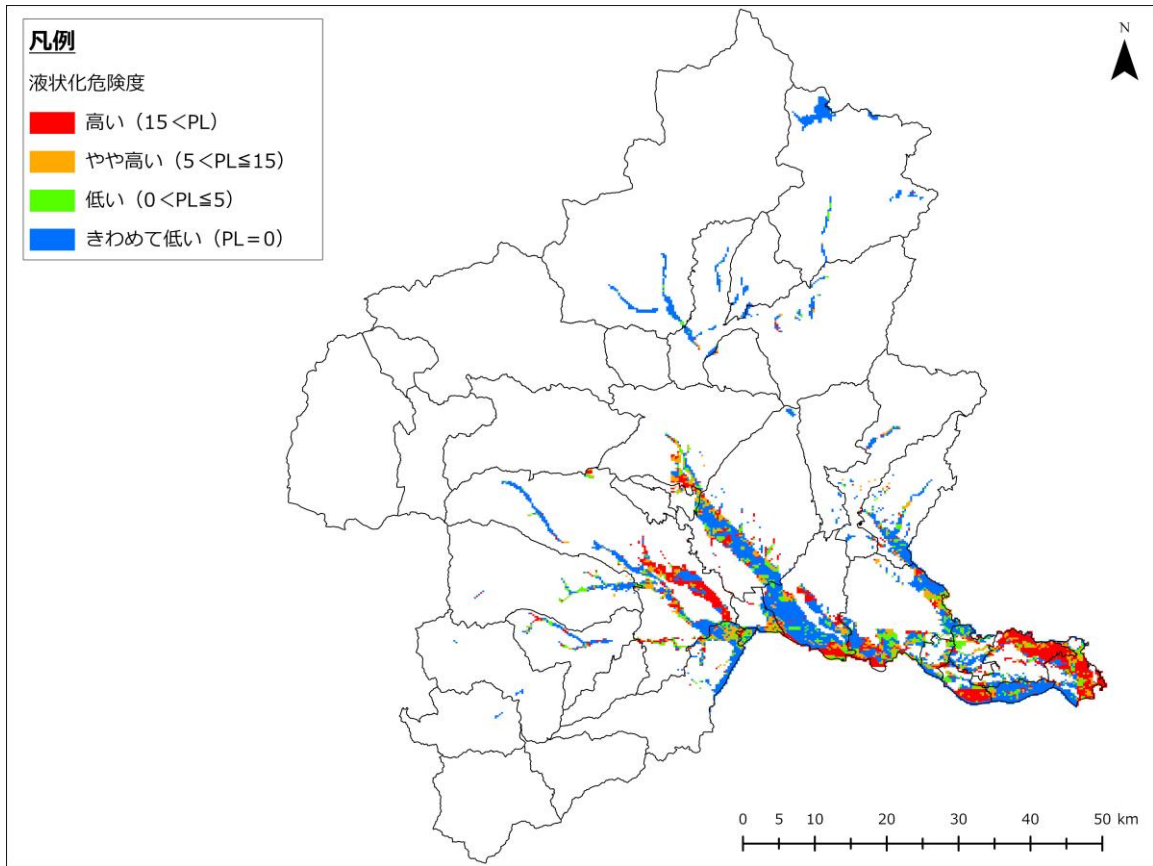 凡例
液状化危険度
高い（15＜PL）
やや高い（5＜PL≦15）
低い（0＜PL≦5）
きわめて低い（PL＝0）
N
0 5 10 20 30 40 50 km